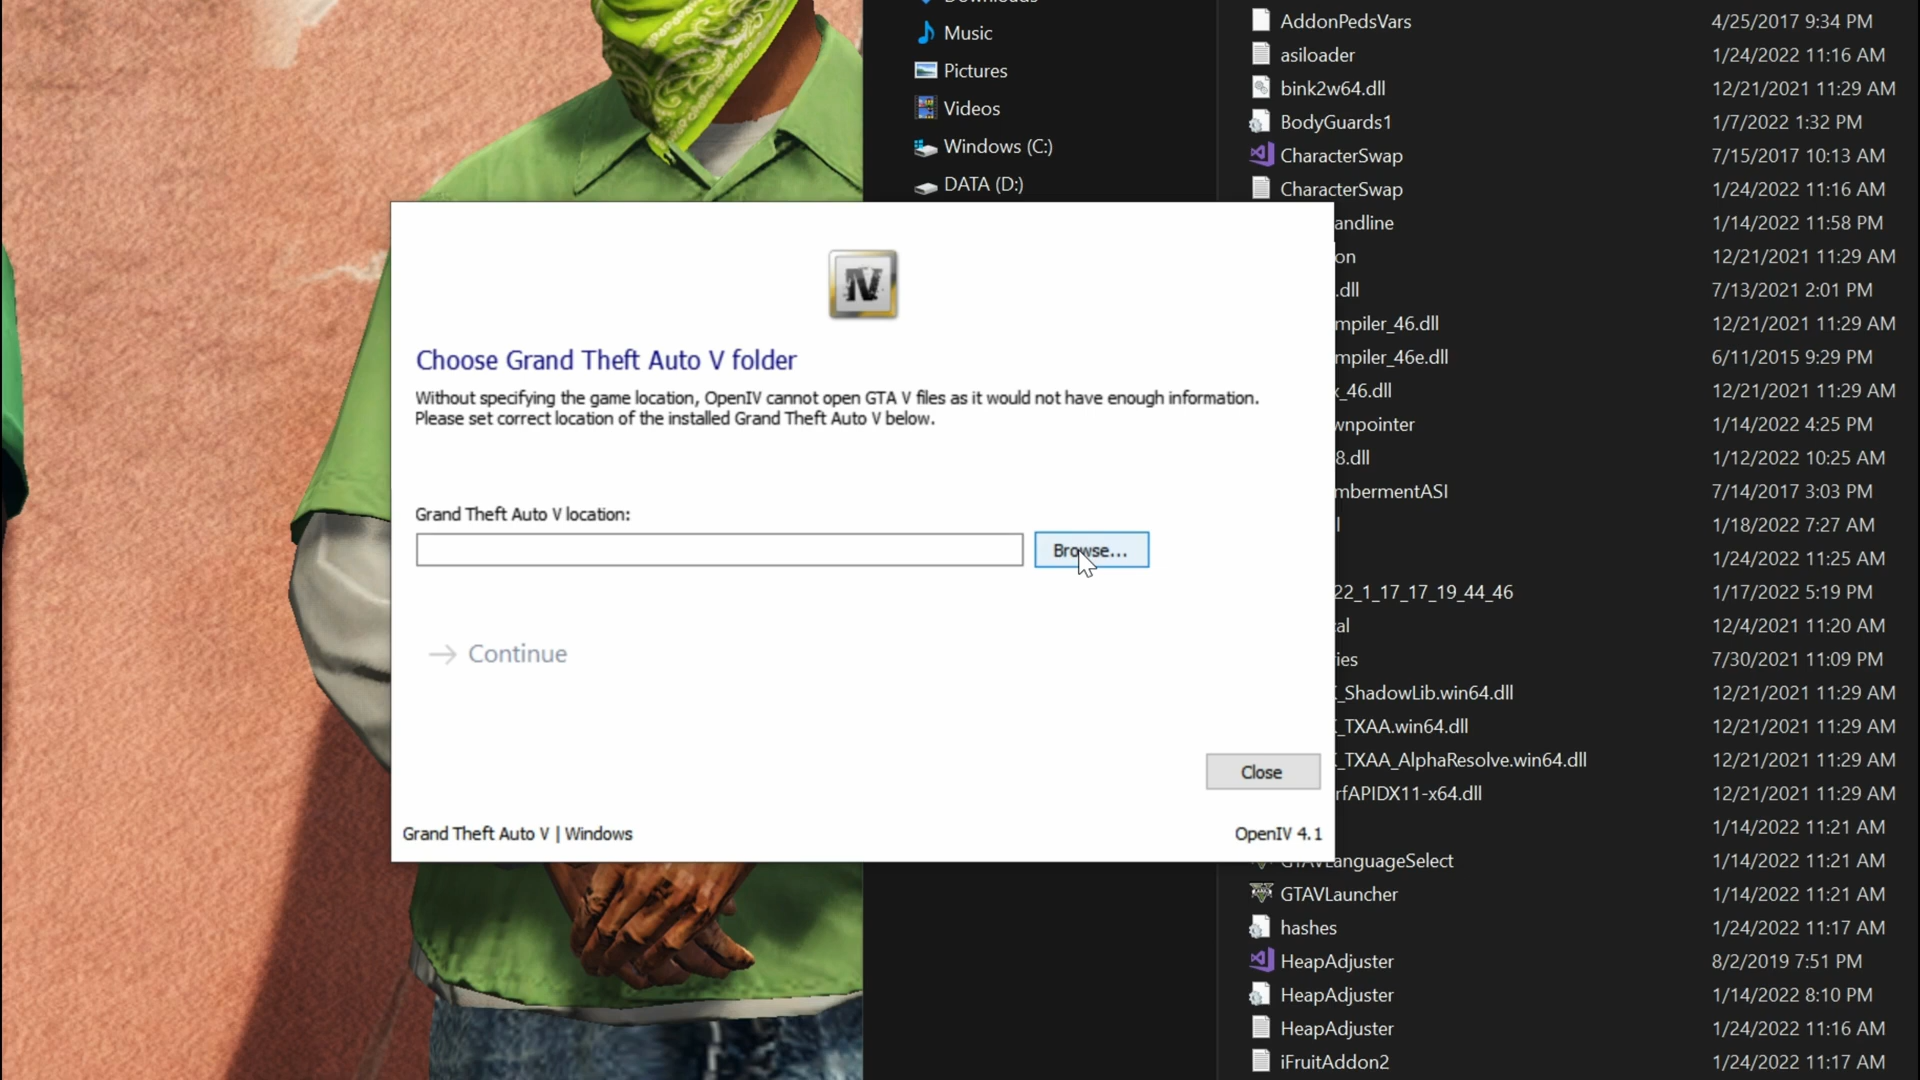 Music
Pictures
Videos
Windows (C:)
DATA (D:)
AddonPedsVars 4/25/2017 9:34 PM
asiloader 1/24/2022 11:16 AM
bink2w64.dll 12/21/2021 11:29 AM
BodyGuards1 1/7/2022 1:32 PM
CharacterSwap 7/15/2017 10:13 AM
CharacterSwap 1/24/2022 11:16 AM
andline 1/14/2022 11:58 PM
on 12/21/2021 11:29 AM
.dll 7/13/2021 2:01 PM
mpiler_46.dll 12/21/2021 11:29 AM
mpiler_46e.dll 6/11/2015 9:29 PM
_46.dll 12/21/2021 11:29 AM
wnpointer 1/14/2022 4:25 PM
8.dll 1/12/2022 10:25 AM
mbermentASI 7/14/2017 3:03 PM
l 1/18/2022 7:27 AM
1/24/2022 11:25 AM
22_1_17_17_19_44_46 1/17/2022 5:19 PM
al 12/4/2021 11:20 AM
ies 7/30/2021 11:09 PM
_ShadowLib.win64.dll 12/21/2021 11:29 AM
_TXAA.win64.dll 12/21/2021 11:29 AM
_TXAA_AlphaResolve.win64.dll 12/21/2021 11:29 AM
rfAPIDX11-x64.dll 12/21/2021 11:29 AM
1/14/2022 11:21 AM
GTAVLanguageSelect 1/14/2022 11:21 AM
GTAVLauncher 1/14/2022 11:21 AM
hashes 1/24/2022 11:17 AM
HeapAdjuster 8/2/2019 7:51 PM
HeapAdjuster 1/14/2022 8:10 PM
HeapAdjuster 1/24/2022 11:16 AM
iFruitAddon2 1/24/2022 11:17 AM
IV
Choose Grand Theft Auto V folder
Without specifying the game location, OpenIV cannot open GTA V files as it would not have enough information.
Please set correct location of the installed Grand Theft Auto V below.
Grand Theft Auto V location:
Browse...
Continue
Close
Grand Theft Auto V | Windows
OpenIV 4.1